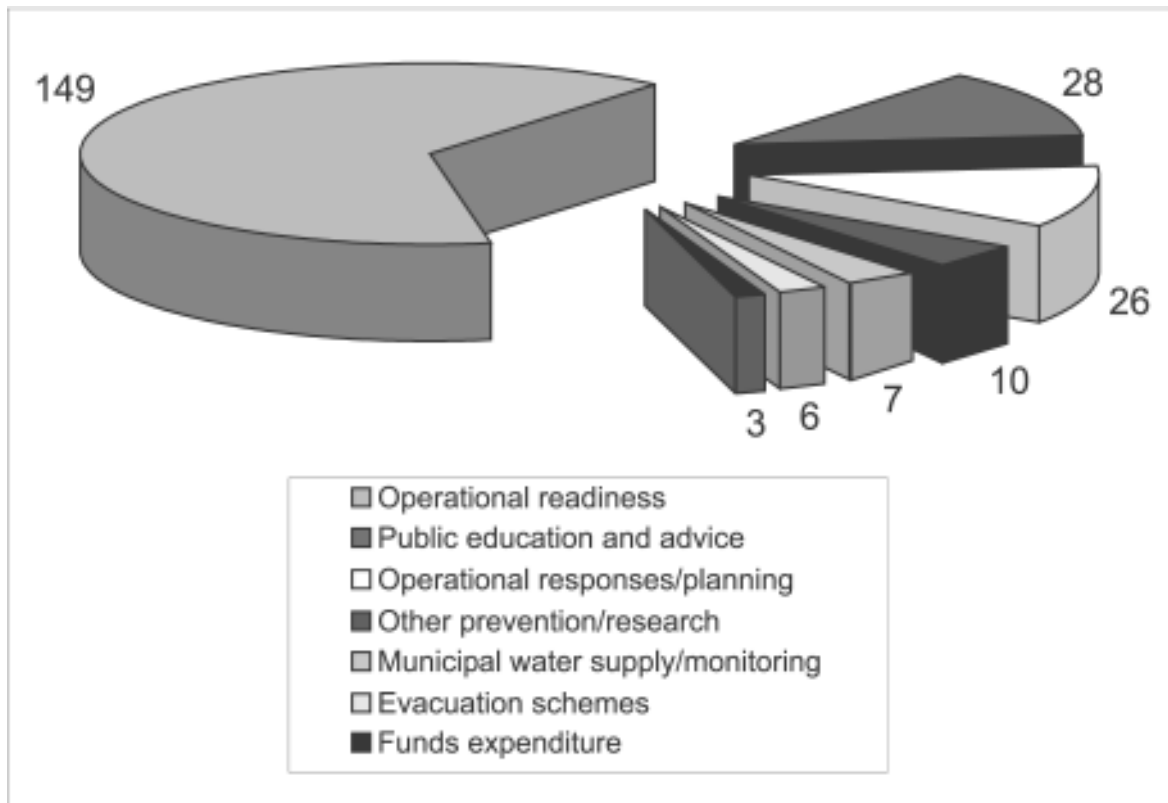 149
28
26
10
7
6
3
Operational readiness
Public education and advice
Operational responses/planning
Other prevention/research
Municipal water supply/monitoring
Evacuation schemes
Funds expenditure